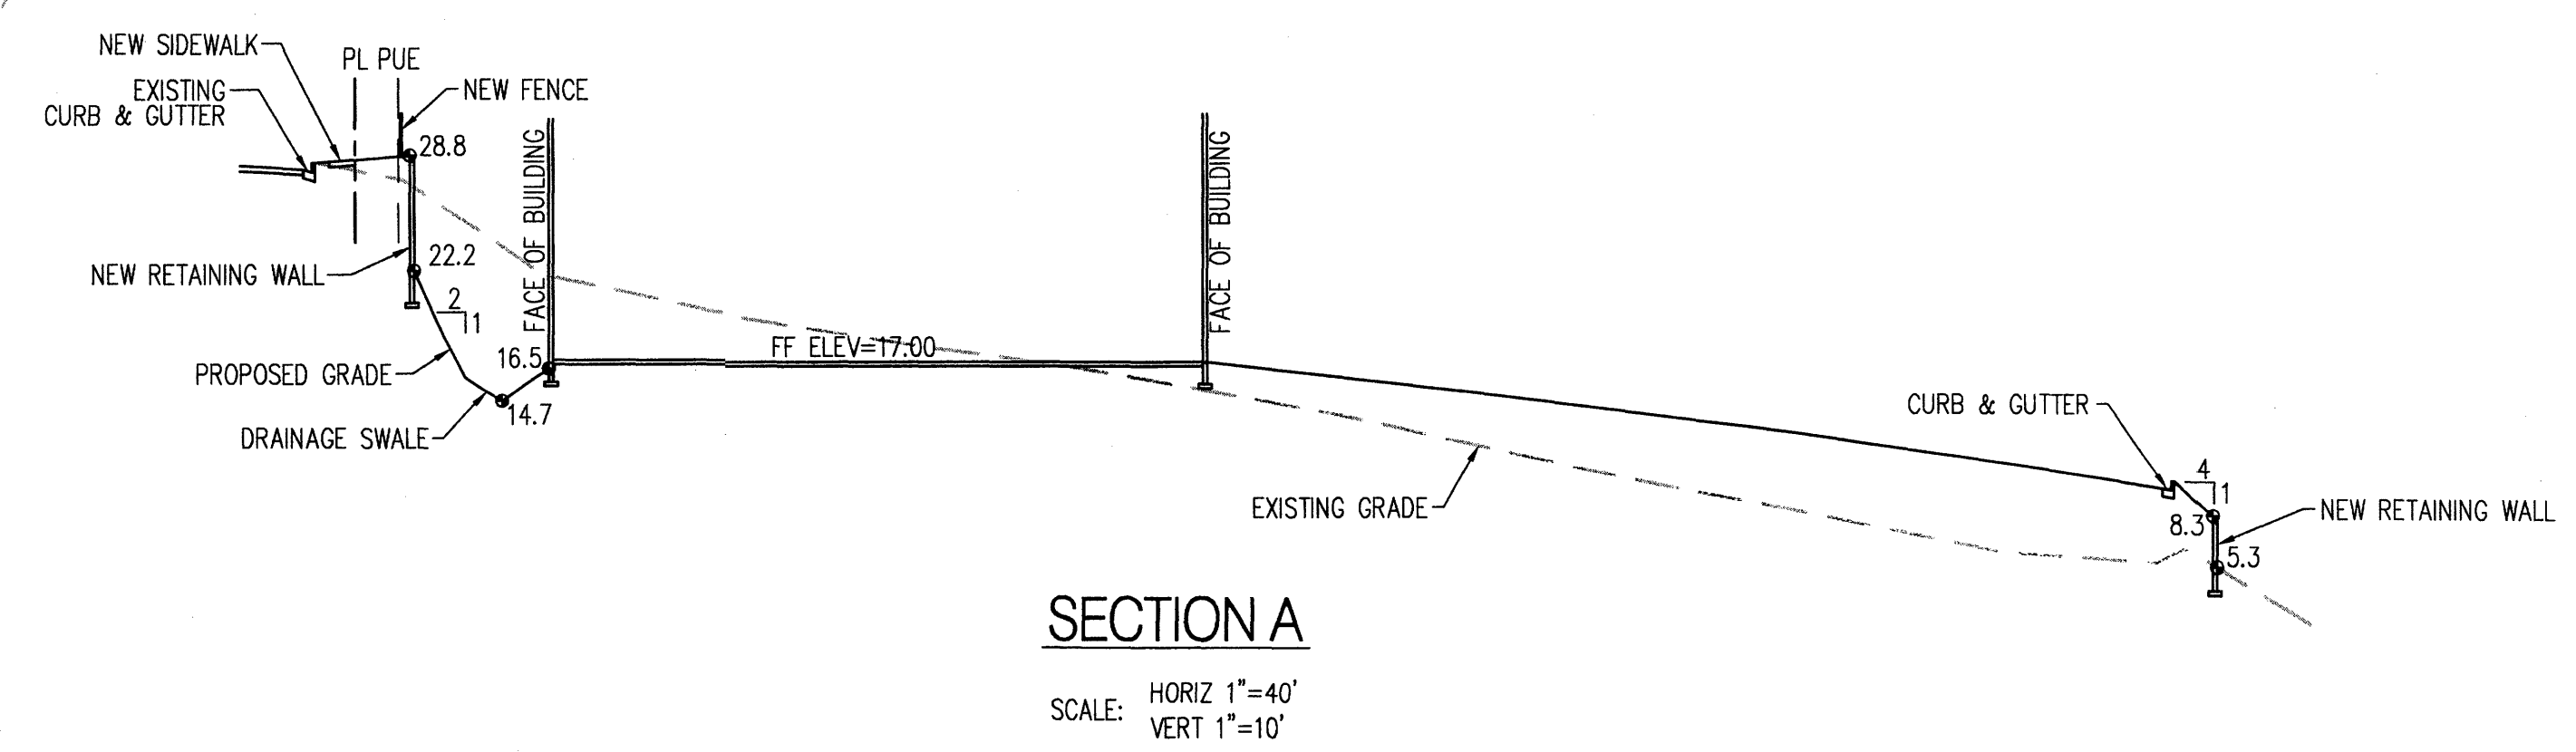 NEW SIDEWALK
PL PUE
EXISTING
CURB & GUTTER
NEW FENCE
28.8
FACE OF BUILDING
FACE OF BUILDING
22.2
NEW RETAINING WALL
2
1
16.5
FF ELEV=17.00
PROPOSED GRADE
14.7
DRAINAGE SWALE
CURB & GUTTER
4
1
EXISTING GRADE
8.3
NEW RETAINING WALL
5.3
SECTION A
SCALE:
HORIZ 1"=40'
VERT 1"=10'